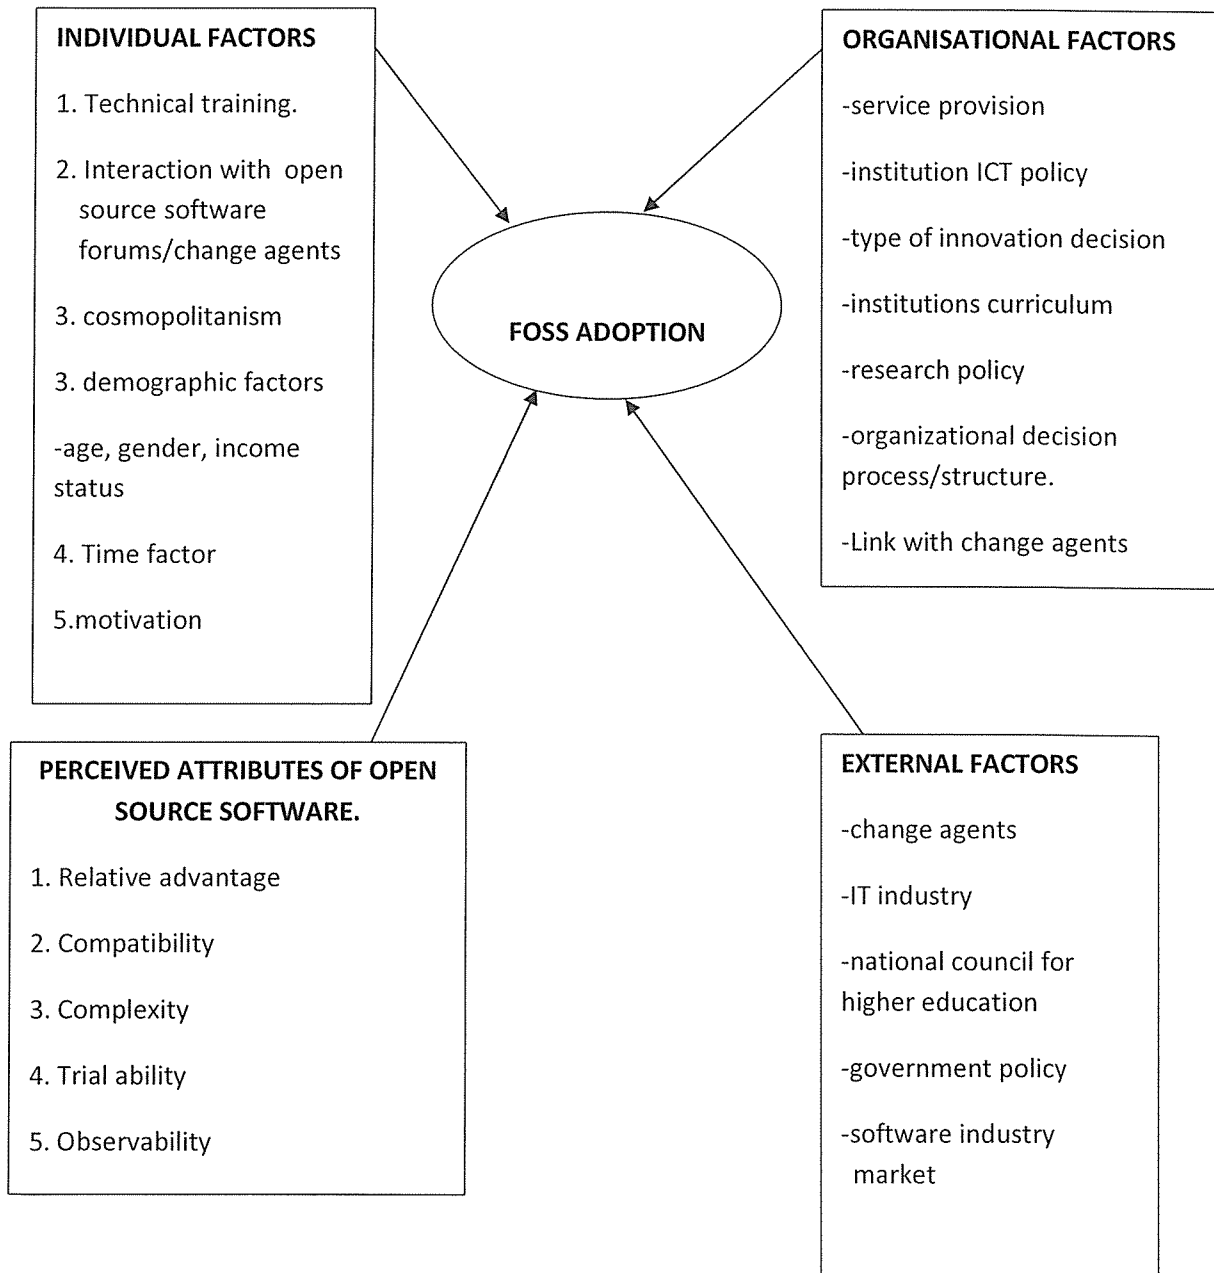 INDIVIDUAL FACTORS
1. Technical training.
2. Interaction with open
source software
forums/change agents
3. cosmopolitanism
3. demographic factors
-age, gender, income
status
4. Time factor
5.motivation
ORGANISATIONAL FACTORS
-service provision
-institution ICT policy
-type of innovation decision
-institutions curriculum
-research policy
-organizational decision
process/structure.
-Link with change agents
FOSS ADOPTION
PERCEIVED ATTRIBUTES OF OPEN
SOURCE SOFTWARE.
1. Relative advantage
2. Compatibility
3. Complexity
4. Trial ability
5. Observability
EXTERNAL FACTORS
-change agents
-IT industry
-national council for
higher education
-government policy
-software industry
market